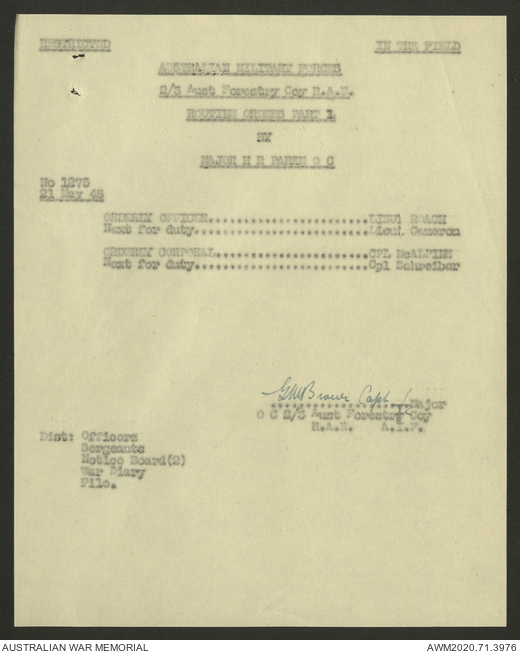 RESTRICTED
IN THE FIELD
AUSTRALIAN MILITARY FORCES
2/3 Aust Forestry Coy R.A.E.
ROUTINE ORDERS PART 1
BY
MAJOR H R PARKE O C
No 1275
21 May 45
ORDERLY OFFICER........................LIEUT ROACH
Next for duty..........................Lieut. Cameron
ORDERLY CORPORAL.......................CPL McALPINE
Next for duty..........................Cpl Schreiber
Capt for
....................Major
O C 2/3 Aust Forestry Coy
R.A.E. A.I.F.
Dist: Officers
Sergeants
Notice Board(2)
War Diary
File.
AUSTRALIAN WAR MEMORIAL
AWM2020.71.3976